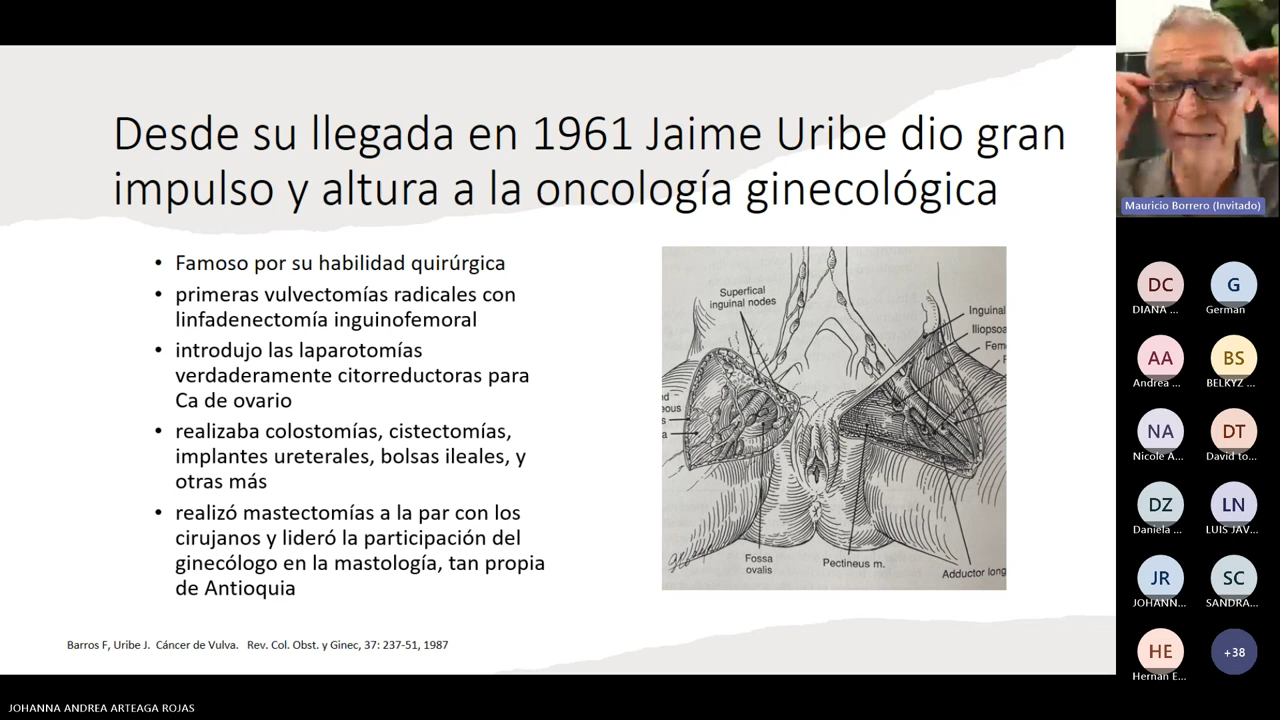 Desde su llegada en 1961 Jaime Uribe dio gran
impulso y altura a la oncología ginecológica
• Famoso por su habilidad quirúrgica
• primeras vulvectomías radicales con
linfadenectomía inguinofemoral
• introdujo las laparotomías
verdaderamente citorreductoras para
Ca de ovario
• realizaba colostomías, cistectomías,
implantes ureterales, bolsas ileales, y
otras más
• realizó mastectomías a la par con los
cirujanos y lideró la participación del
ginecólogo en la mastología, tan propia
de Antioquia
Superfical
inguinal nodes
Inguinal
Iliopsoa
Fem
nd
eous
s
a
Fossa
ovalis
Pectineus m.
Adductor long
Barros F, Uribe J. Cáncer de Vulva. Rev. Col. Obst. y Ginec, 37: 237-51, 1987
Mauricio Borrero (Invitado)
DC
DIANA ...
G
German
AA
Andrea ...
BS
BELKYZ ...
NA
Nicole A...
DT
David to...
DZ
Daniela ...
LN
LUIS JAV...
JR
JOHANN...
SC
SANDRA...
HE
Hernan E...
+38
JOHANNA ANDREA ARTEAGA ROJAS